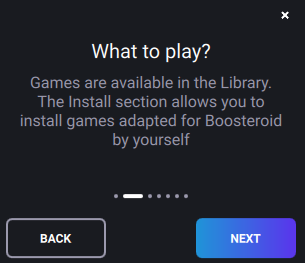 What to play?
Games are available in the Library.
The Install section allows you to
install games adapted for Boosteroid
by yourself
BACK
NEXT